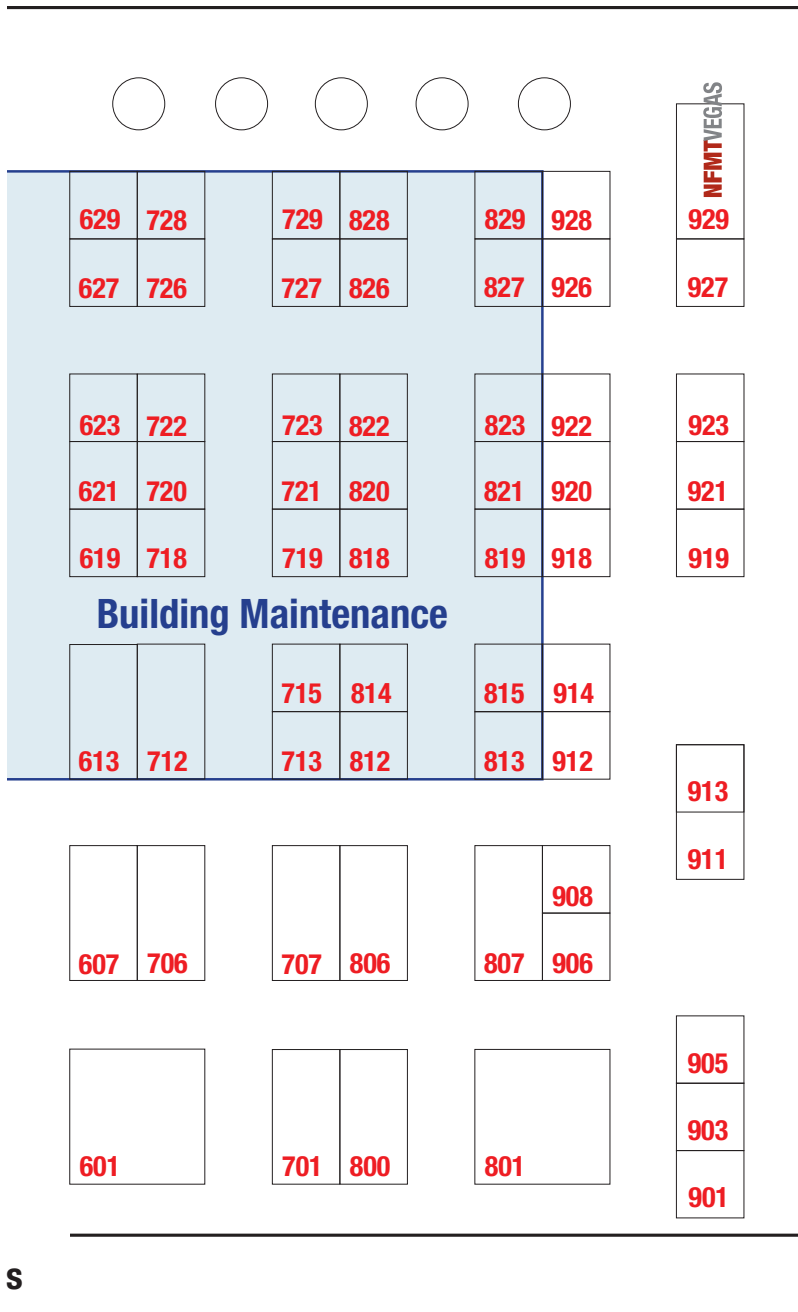 NFMTVEGAS
629 728 729 828 829 928 929
627 726 727 826 827 926 927
623 722 723 822 823 922 923
621 720 721 820 821 920 921
619 718 719 818 819 918 919
Building Maintenance
715 814 815 914
613 712 713 812 813 912
913
911
908
607 706 707 806 807 906
905
903
601 701 800 801
901
S